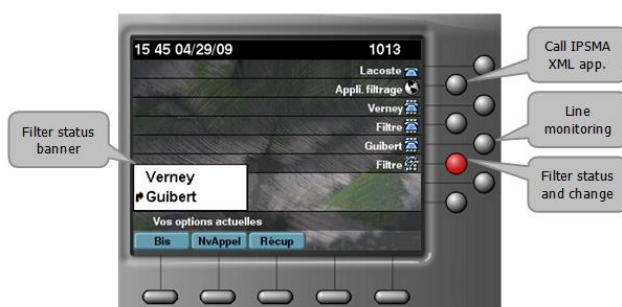 15 45 04/29/09 1013
Lacoste
Appli. filtrage
Verney
Filtre
Guibert
Filtre
Verney
Guibert
Vos options actuelles
Bis NvAppel Récup
Filter status
banner
Call IPSMA
XML app.
Line
monitoring
Filter status
and change